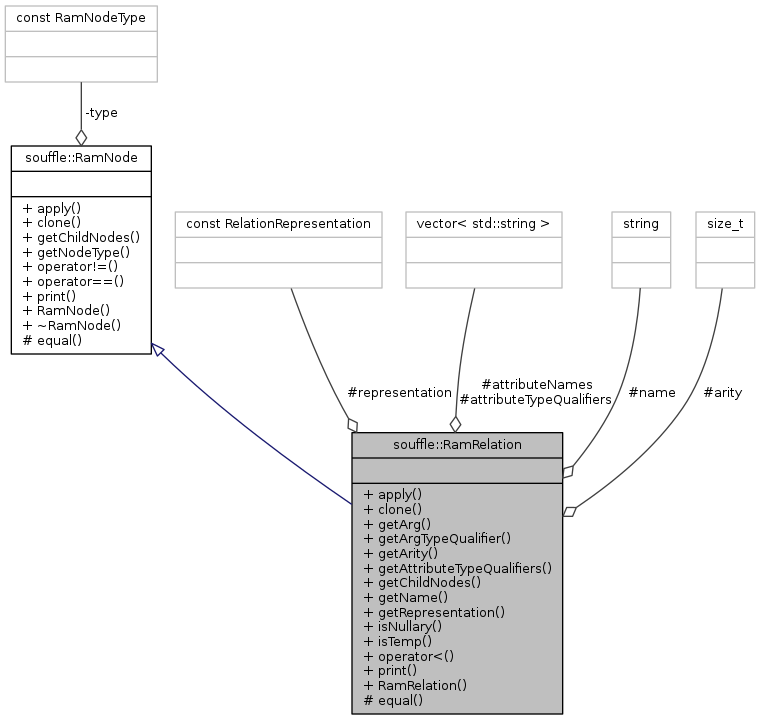 const RamNodeType
-type
souffle::RamNode
+ apply()
+ clone()
+ getChildNodes()
+ getNodeType()
+ operator!=()
+ operator==()
+ print()
+ RamNode()
+ ~RamNode()
# equal()
const RelationRepresentation
vector< std::string >
string
size_t
#representation
#attributeNames
#attributeTypeQualifiers
#name
#arity
souffle::RamRelation
+ apply()
+ clone()
+ getArg()
+ getArgTypeQualifier()
+ getArity()
+ getAttributeTypeQualifiers()
+ getChildNodes()
+ getName()
+ getRepresentation()
+ isNullary()
+ isTemp()
+ operator<()
+ print()
+ RamRelation()
# equal()